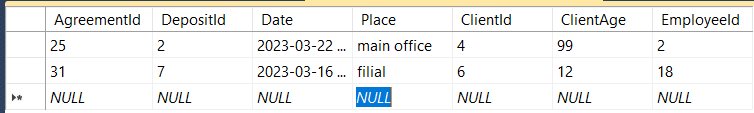 AgreementId DepositId Date Place ClientId ClientAge EmployeeId
25 2 2023-03-22 ... main office 4 99 2
31 7 2023-03-16 ... filial 6 12 18
NULL NULL NULL NULL NULL NULL NULL